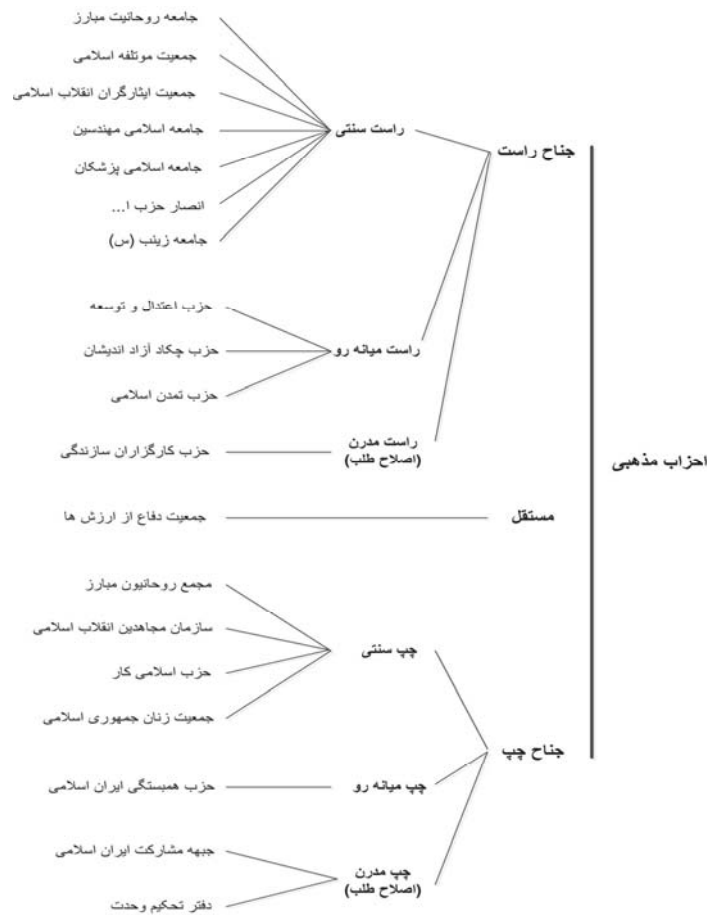 احزاب مذهبی
جناح راست
راست سنتی
جامعه روحانیت مبارز
جمعیت موتلفه اسلامی
جمعیت ایثارگران انقلاب اسلامی
جامعه اسلامی مهندسین
جامعه اسلامی پزشکان
انصار حزب ا...
جامعه زینب (س)
راست میانه رو
حزب اعتدال و توسعه
حزب چکاد آزاد اندیشان
حزب تمدن اسلامی
راست مدرن
(اصلاح طلب)
حزب کارگزاران سازندگی
مستقل
جمعیت دفاع از ارزش ها
جناح چپ
چپ سنتی
مجمع روحانیون مبارز
سازمان مجاهدین انقلاب اسلامی
حزب اسلامی کار
جمعیت زنان جمهوری اسلامی
چپ میانه رو
حزب همبستگی ایران اسلامی
چپ مدرن
(اصلاح طلب)
جبهه مشارکت ایران اسلامی
دفتر تحکیم وحدت